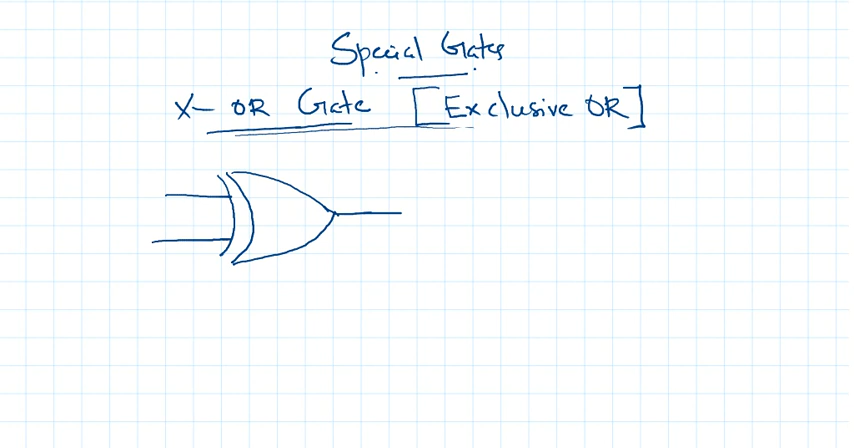 Special Gates
X- OR Gate [Exclusive OR]